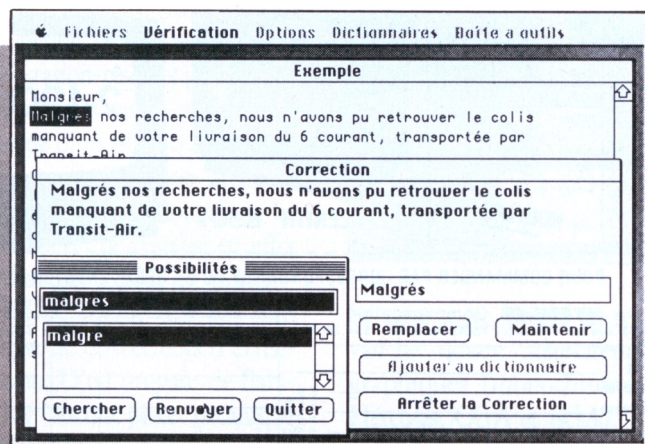 Fichiers Vérification Options Dictionnaires Boîte a outils
Exemple
Monsieur,
Malgrés nos recherches, nous n'avons pu retrouver le colis
manquant de votre livraison du 6 courant, transportée par
Transit-Air
Correction
Malgrés nos recherches, nous n'avons pu retrouver le colis
manquant de votre livraison du 6 courant, transportée par
Transit-Air.
Possibilités
malgres
malgre
Chercher Renvoyer Quitter
Malgrés
Remplacer Maintenir
Ajouter au dictionnaire
Arrêter la Correction